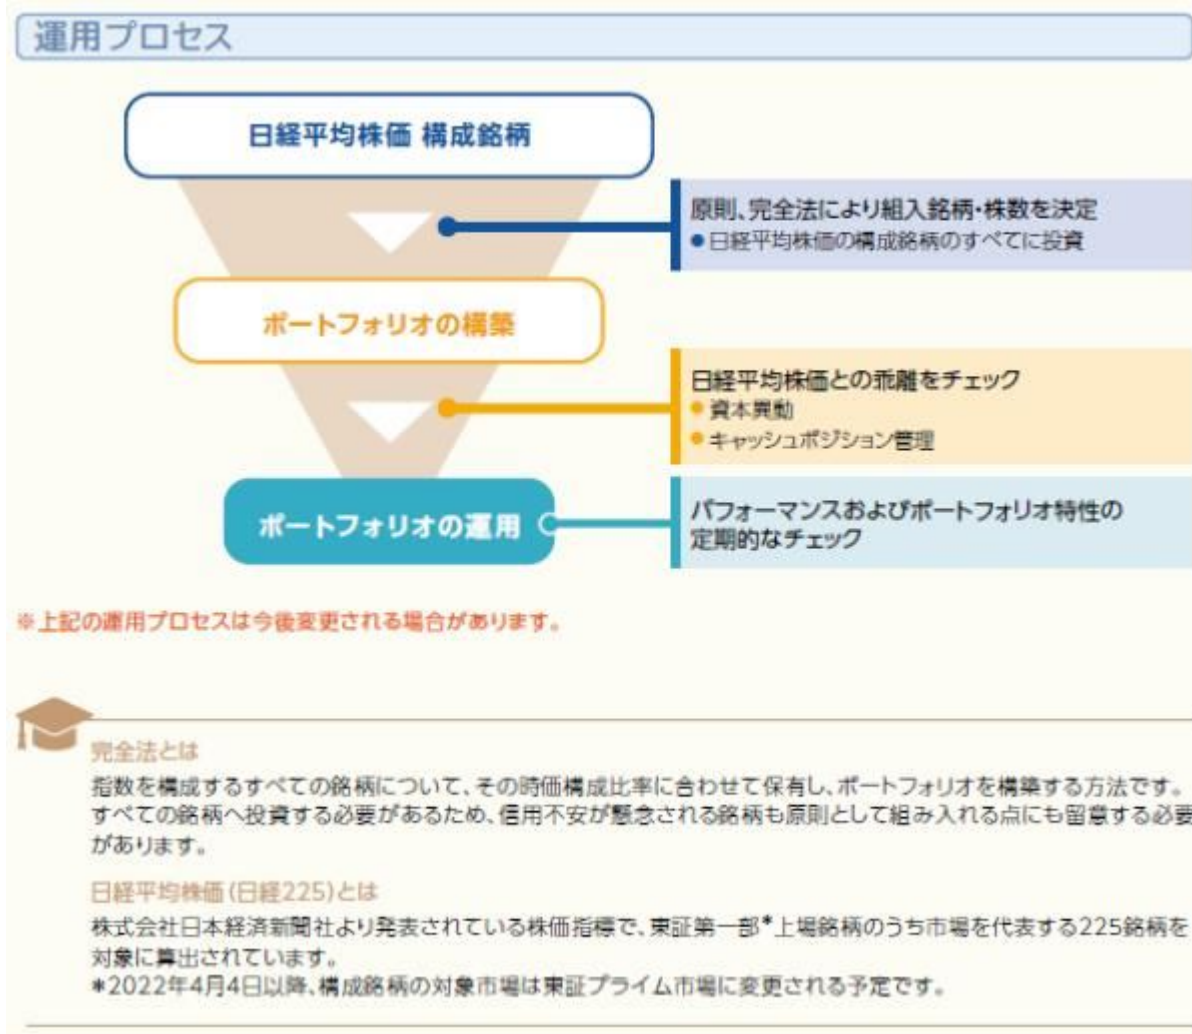 運用プロセス
日経平均株価 構成銘柄
原則、完全法により組入銘柄・株数を決定
●日経平均株価の構成銘柄のすべてに投資
ポートフォリオの構築
日経平均株価との乖離をチェック
●資本異動
●キャッシュポジション管理
ポートフォリオの運用
パフォーマンスおよびポートフォリオ特性の
定期的なチェック
※上記の運用プロセスは今後変更される場合があります。
完全法とは
指数を構成するすべての銘柄について、その時価構成比率に合わせて保有し、ポートフォリオを構築する方法です。
すべての銘柄へ投資する必要があるため、信用不安が懸念される銘柄も原則として組み入れる点にも留意する必要
があります。
日経平均株価(日経225)とは
株式会社日本経済新聞社より発表されている株価指標で、東証第一部*上場銘柄のうち市場を代表する225銘柄を
対象に算出されています。
*2022年4月4日以降、構成銘柄の対象市場は東証プライム市場に変更される予定です。